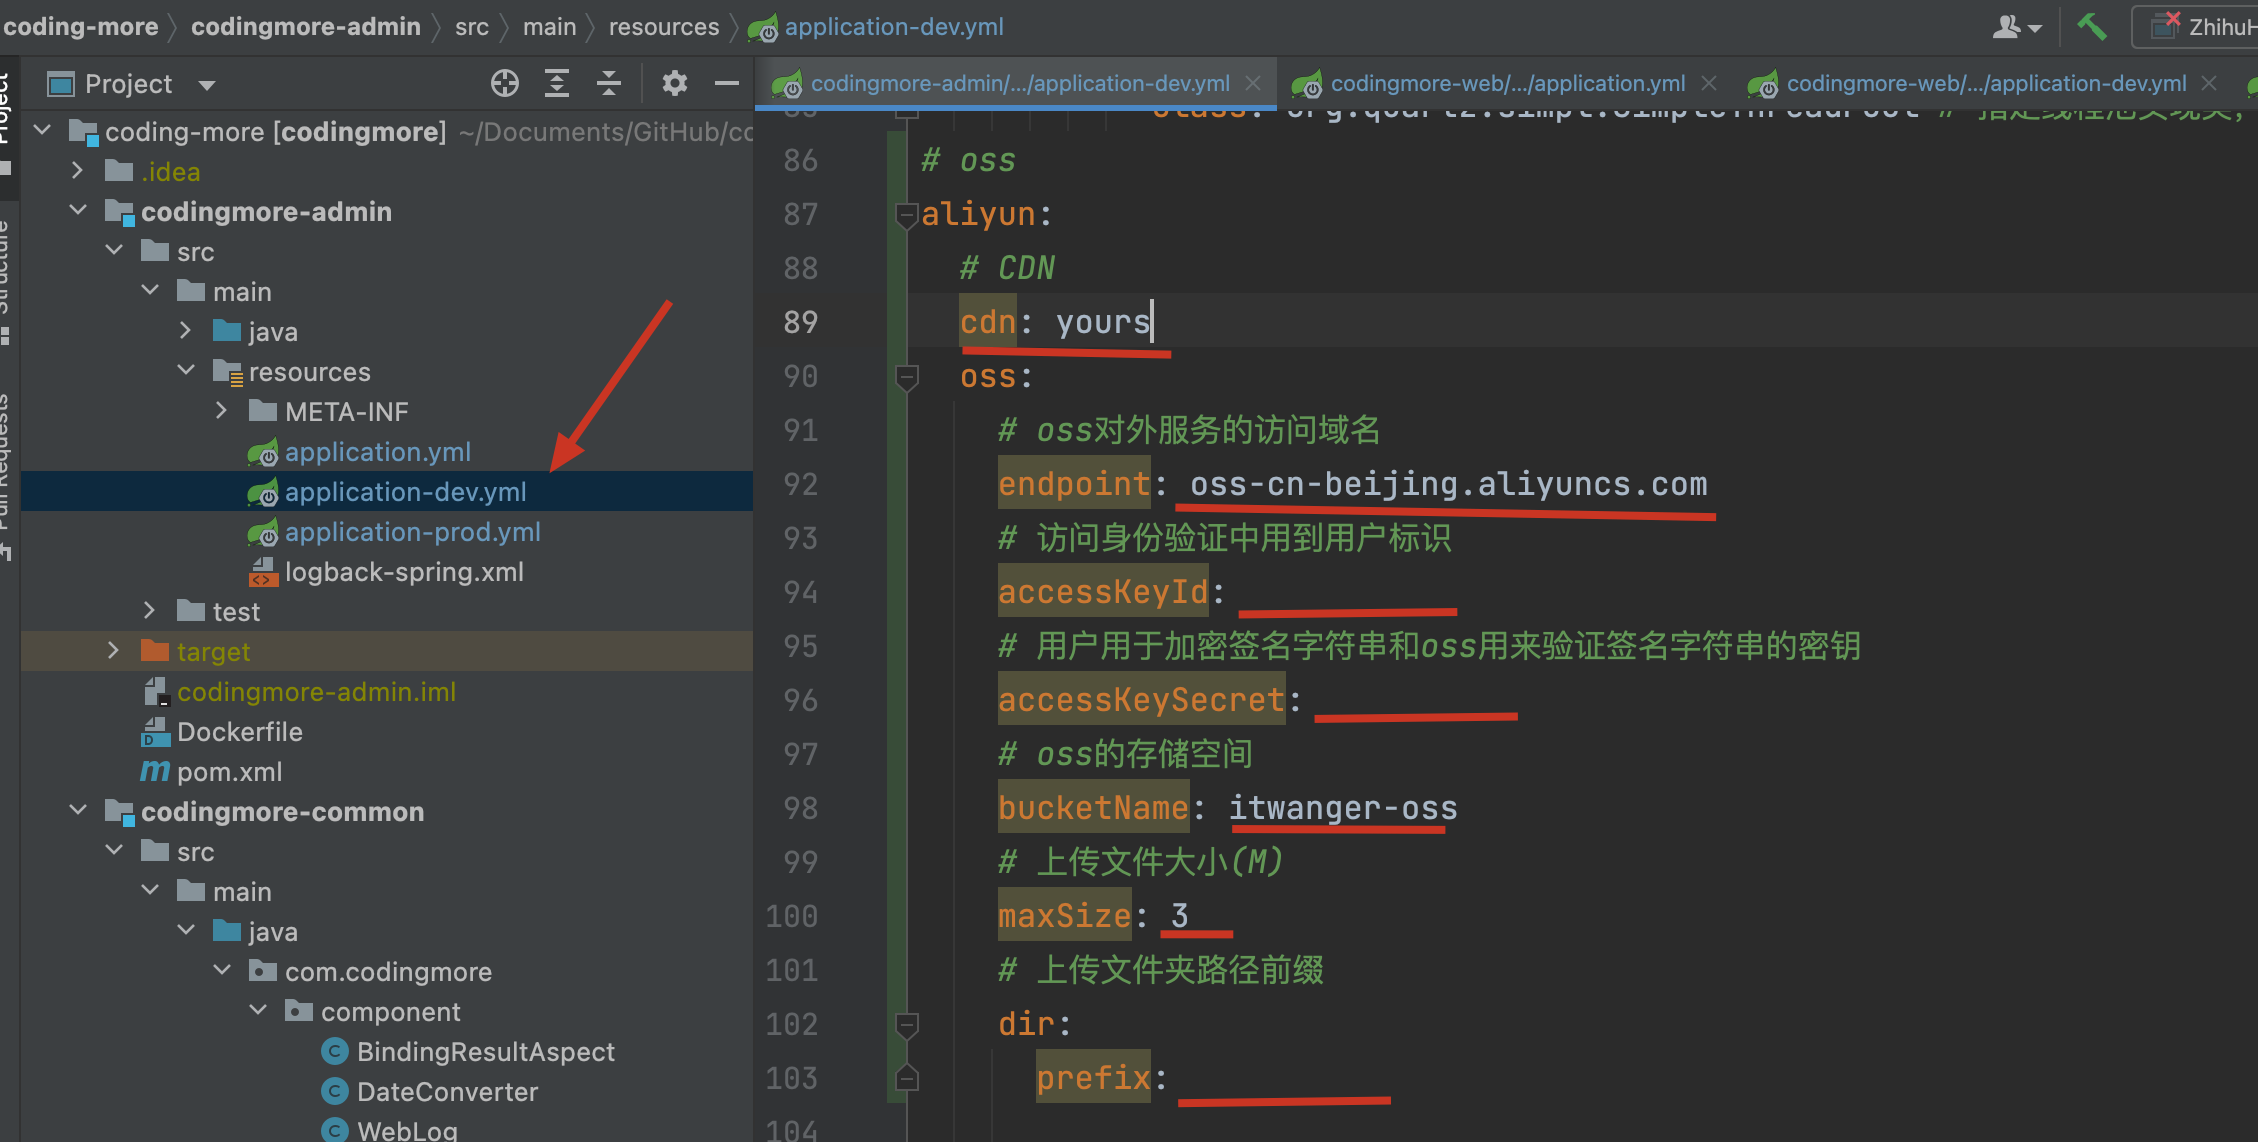 coding-more codingmore-admin src main resources application-dev.yml
Project
codingmore-admin/.../application-dev.yml codingmore-web/.../application.yml codingmore-web/.../application-dev.yml
coding-more [codingmore] ~/Documents/GitHub/co
.idea
codingmore-admin
src
main
java
resources
META-INF
application.yml
application-dev.yml
application-prod.yml
logback-spring.xml
test
target
codingmore-admin.iml
Dockerfile
pom.xml
codingmore-common
src
main
java
com.codingmore
component
BindingResultAspect
DateConverter
WebLog
Project
Structure
Pull Requests
86 # oss
87 aliyun:
88 # CDN
89 cdn: yours
90 oss:
91 # oss对外服务的访问域名
92 endpoint: oss-cn-beijing.aliyuncs.com
93 # 访问身份验证中用到用户标识
94 accessKeyId:
95 # 用户用于加密签名字符串和oss用来验证签名字符串的密钥
96 accessKeySecret:
97 # oss的存储空间
98 bucketName: itwanger-oss
99 # 上传文件大小(M)
100 maxSize: 3
101 # 上传文件夹路径前缀
102 dir:
103 prefix:
104